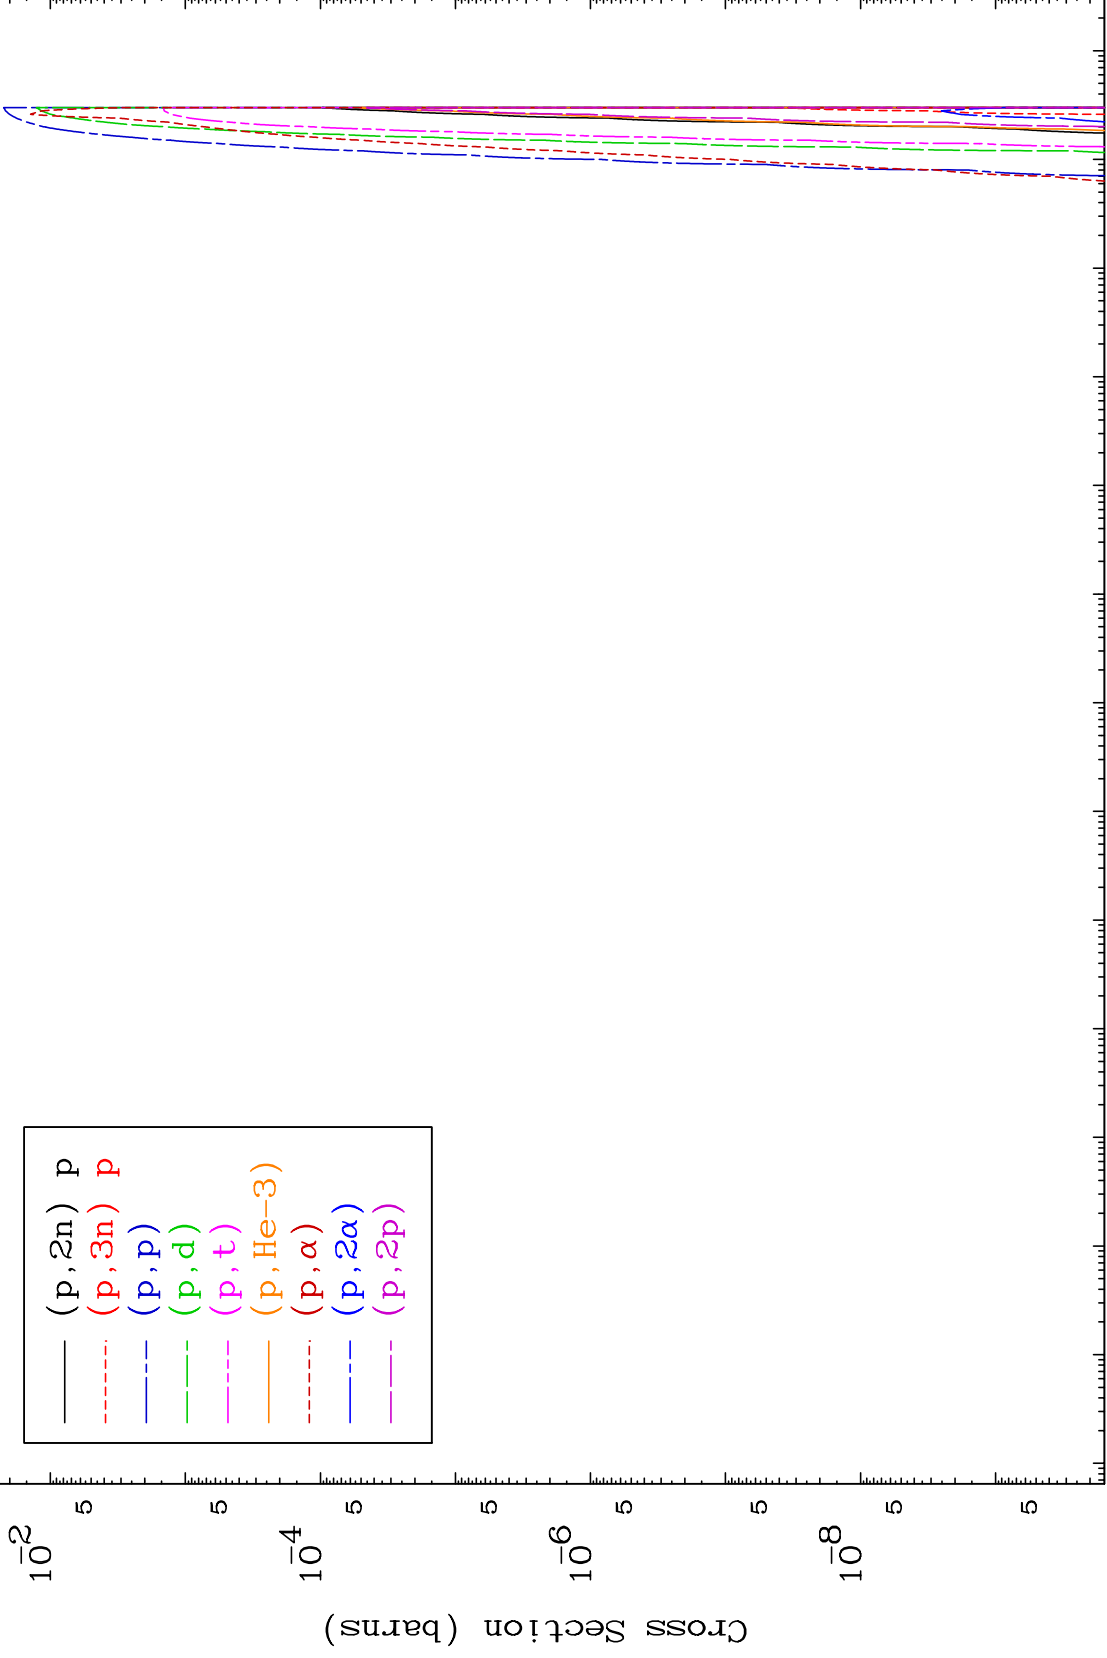 (p,2n) p
(p,3n) p
(p,p)
(p,d)
(p,t)
(p,He-3)
(p,α)
(p,2α)
(p,2p)
10-2
5
5
10-4
5
5
10-6
5
5
10-8
5
5
Cross Section (barns)